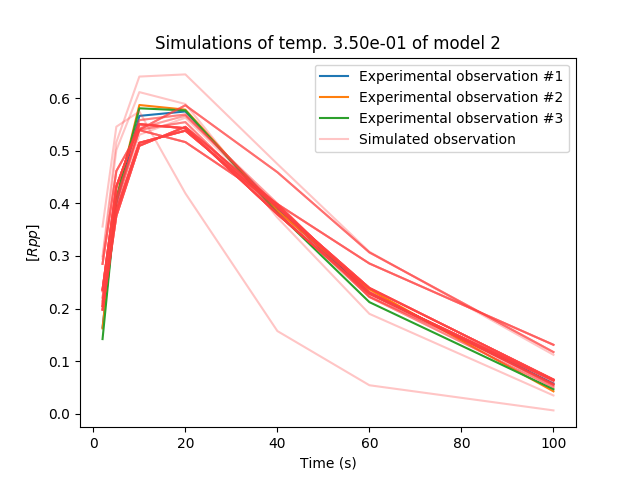 Simulations of temp. 3.50e-01 of model 2
Experimental observation #1
Experimental observation #2
Experimental observation #3
Simulated observation
[Rpp]
0.6
0.5
0.4
0.3
0.2
0.1
0.0
0 20 40 60 80 100
Time (s)